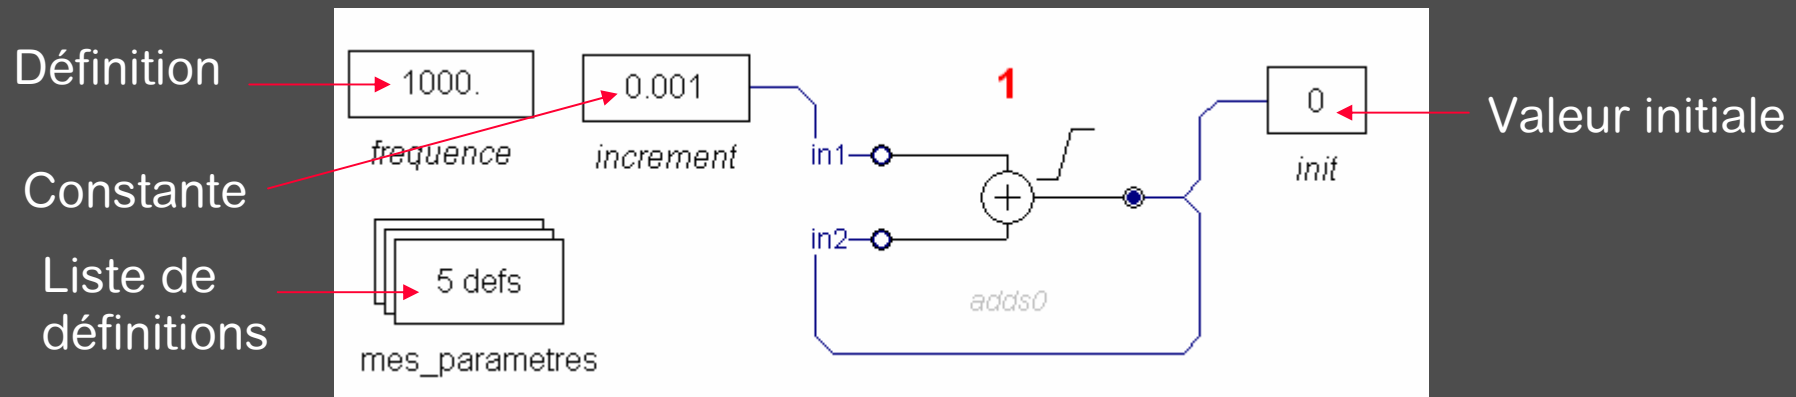 Définition
1000.
frequence
0.001
increment
1
0
init
Valeur initiale
Constante
in1
in2
Liste de
définitions
5 defs
mes_parametres
adds0